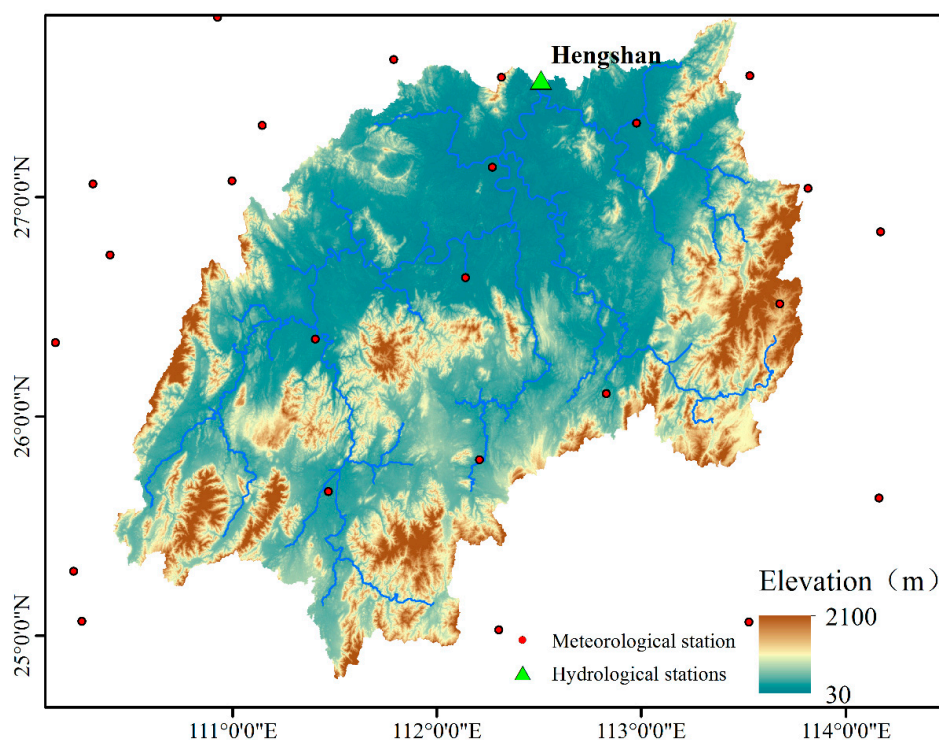 Hengshan
27°0'0"N
26°0'0"N
25°0'0"N
Elevation（m）
2100
30
Meteorological station
Hydrological stations
111°0'0"E
112°0'0"E
113°0'0"E
114°0'0"E